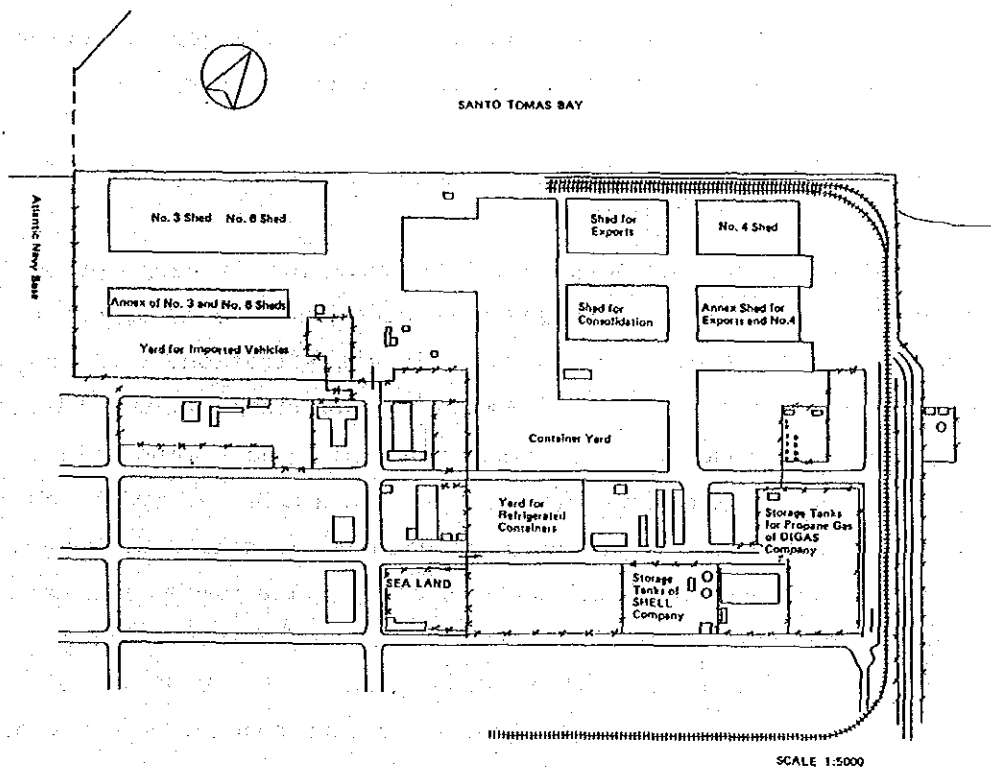 SANTO TOMAS BAY
Atlantic Navy Base
No. 3 Shed No. 6 Shed
Shed for
Exports
No. 4 Shed
Annex of No. 3 and No. 6 Sheds
Shed for
Consolidation
Annex Shed for
Exports and No.4
Yard for Imported Vehicles
Container Yard
Yard for
Refrigerated
Containers
Storage Tanks
for Propane Gas
of DIGAS
Company
SEA LAND
Storage
Tanks of
SHELL
Company
SCALE 1:5000